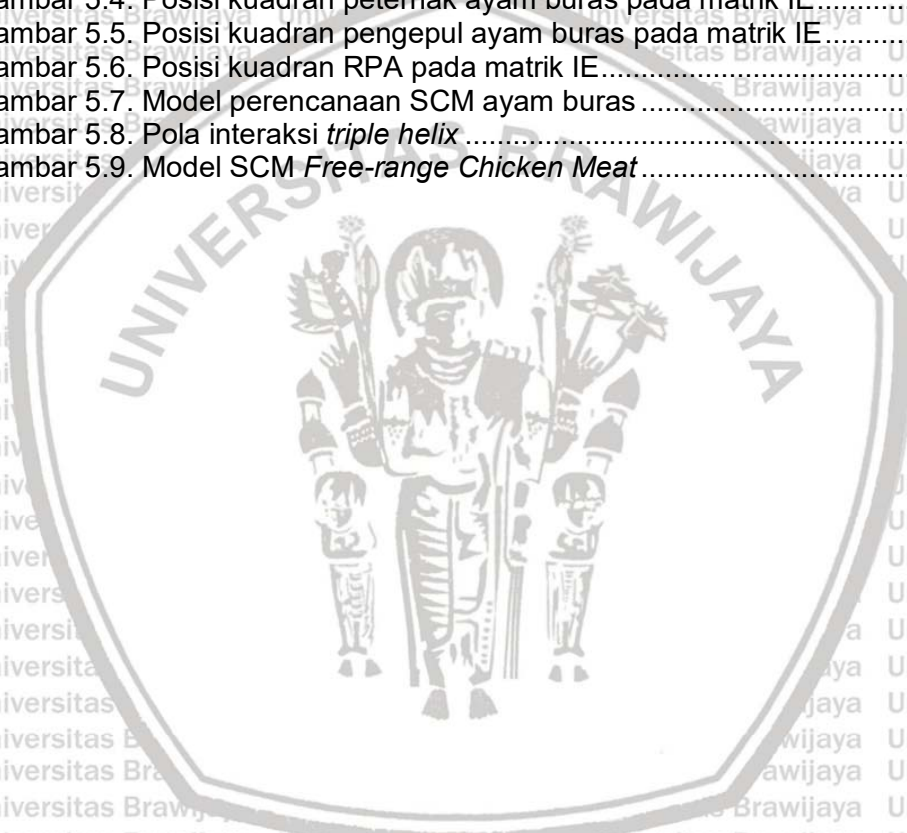 ambar 5.4. Posisi kuadran peternak ayam buras pada matrik IE..........
ambar 5.5. Posisi kuadran pengepul ayam buras pada matrik IE..........
ambar 5.6. Posisi kuadran RPA pada matrik IE....................................
ambar 5.7. Model perencanaan SCM ayam buras...............................
ambar 5.8. Pola interaksi triple helix....................................................
ambar 5.9. Model SCM Free-range Chicken Meat...............................
UNIVERSITAS BRAWIJAYA